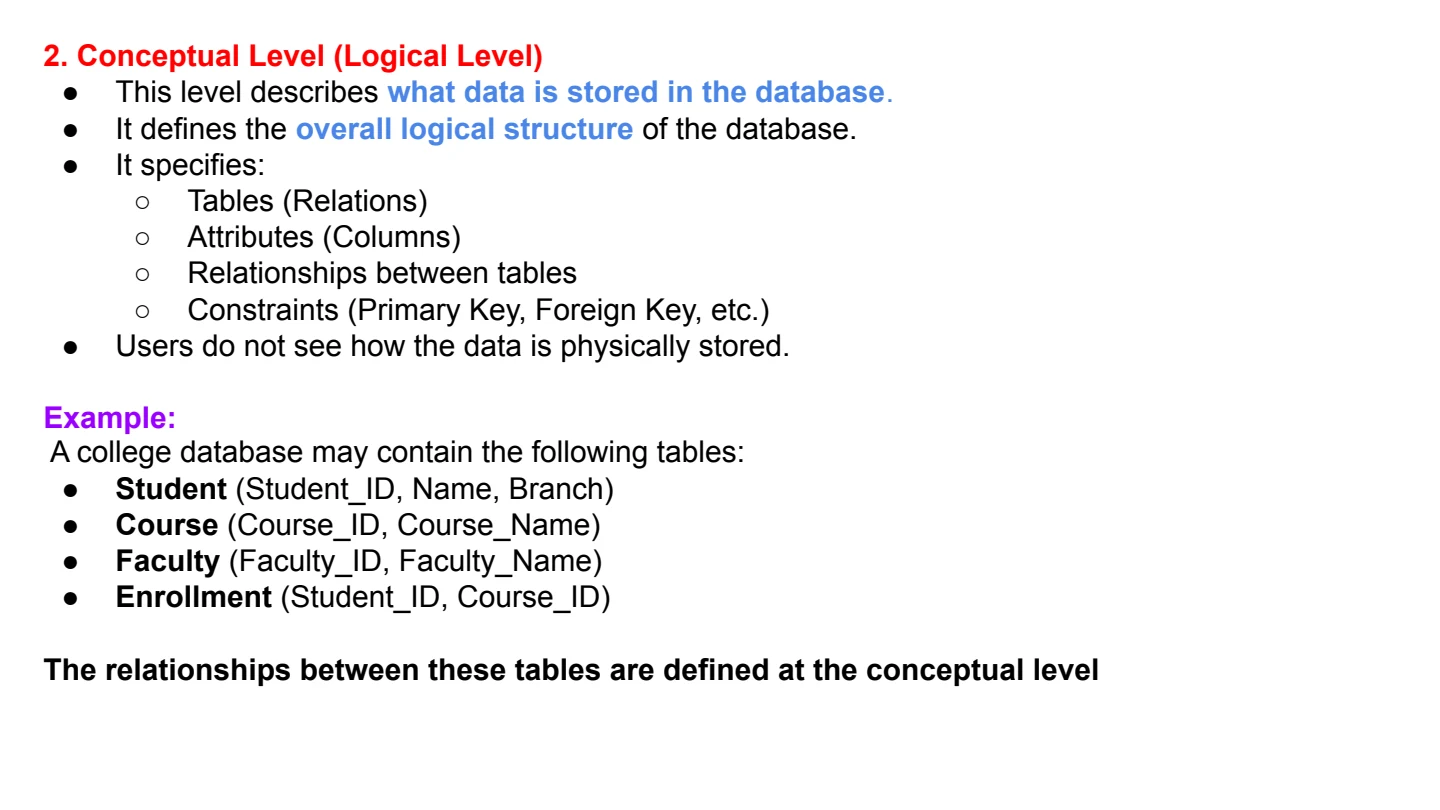 2. Conceptual Level (Logical Level)
● This level describes what data is stored in the database.
● It defines the overall logical structure of the database.
● It specifies:
○ Tables (Relations)
○ Attributes (Columns)
○ Relationships between tables
○ Constraints (Primary Key, Foreign Key, etc.)
● Users do not see how the data is physically stored.
Example:
A college database may contain the following tables:
● Student (Student_ID, Name, Branch)
● Course (Course_ID, Course_Name)
● Faculty (Faculty_ID, Faculty_Name)
● Enrollment (Student_ID, Course_ID)
The relationships between these tables are defined at the conceptual level